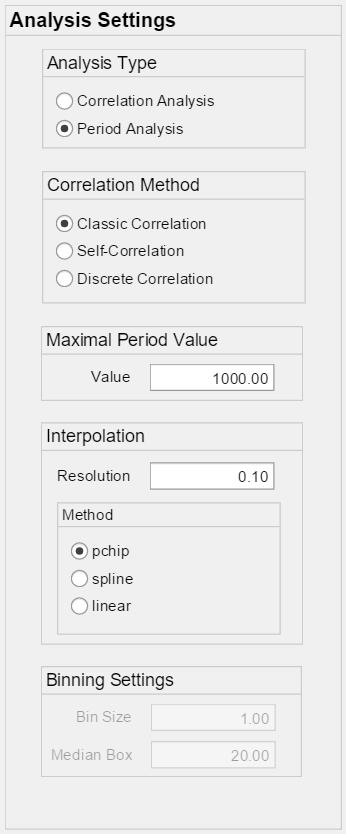 Analysis Settings
Analysis Type
Correlation Analysis
Period Analysis
Correlation Method
Classic Correlation
Self-Correlation
Discrete Correlation
Maximal Period Value
Value 1000.00
Interpolation
Resolution 0.10
Method
pchip
spline
linear
Binning Settings
Bin Size 1.00
Median Box 20.00